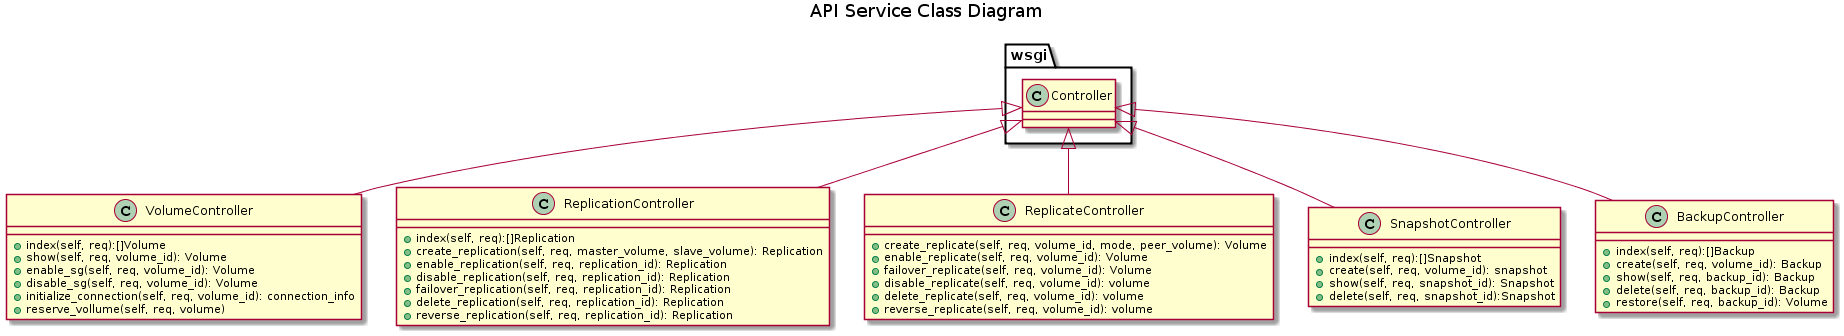 API Service Class Diagram
wsgi
C Controller
C VolumeController
index(self, req):[]Volume
show(self, req, volume_id): Volume
enable_sg(self, req, volume_id): Volume
disable_sg(self, req, volume_id): Volume
initialize_connection(self, req, volume_id): connection_info
reserve_vollume(self, req, volume)
C ReplicationController
index(self, req):[]Replication
create_replication(self, req, master_volume, slave_volume): Replication
enable_replication(self, req, replication_id): Replication
disable_replication(self, req, replication_id): Replication
failover_replication(self, req, replication_id): Replication
delete_replication(self, req, replication_id): Replication
reverse_replication(self, req, replication_id): Replication
C ReplicateController
create_replicate(self, req, volume_id, mode, peer_volume): Volume
enable_replicate(self, req, volume_id): Volume
failover_replicate(self, req, volume_id): Volume
disable_replicate(self, req, volume_id): volume
delete_replicate(self, req, volume_id): volume
reverse_replicate(self, req, volume_id): volume
C SnapshotController
index(self, req):[]Snapshot
create(self, req, volume_id): snapshot
show(self, req, snapshot_id): Snapshot
delete(self, req, snapshot_id):Snapshot
C BackupController
index(self, req):[]Backup
create(self, req, volume_id): Backup
show(self, req, backup_id): Backup
delete(self, req, backup_id): Backup
restore(self, req, backup_id): Volume